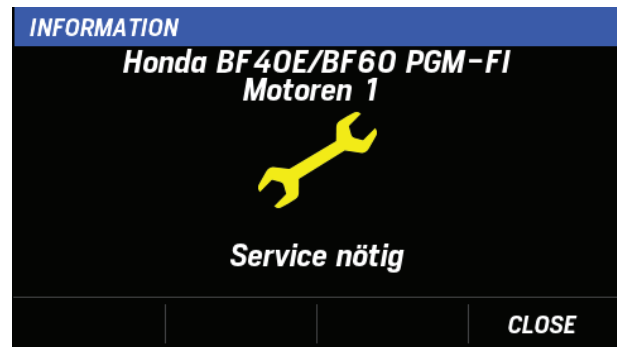 INFORMATION
Honda BF40E/BF60 PGM-FI
Motoren 1
Service nötig
CLOSE